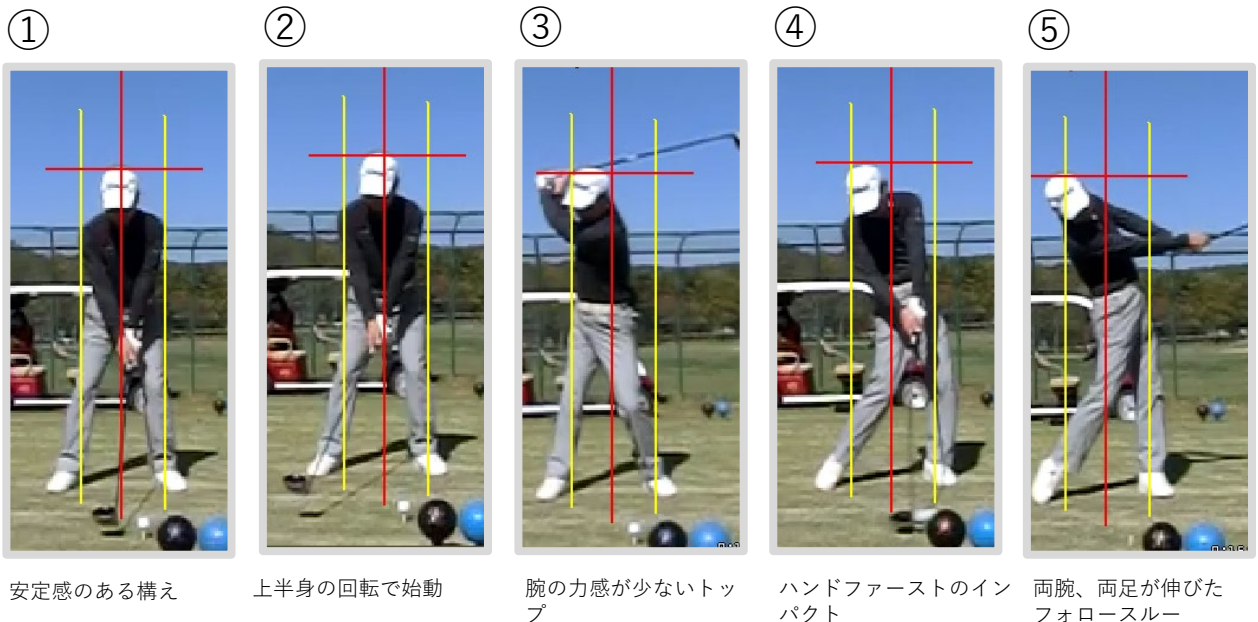 ①
②
③
④
⑤
安定感のある構え
上半身の回転で始動
腕の力感が少ないトッ
プ
ハンドファーストのイン
パクト
両腕、両足が伸びた
フォロースルー